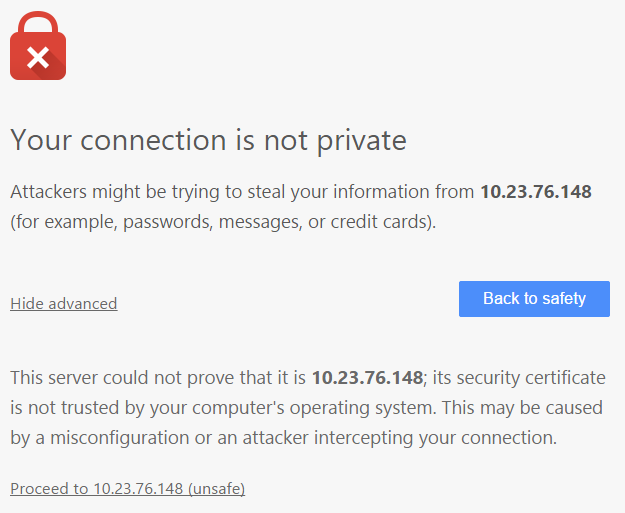 Your connection is not private
Attackers might be trying to steal your information from 10.23.76.148
(for example, passwords, messages, or credit cards).
Hide advanced
Back to safety
This server could not prove that it is 10.23.76.148; its security certificate
is not trusted by your computer's operating system. This may be caused
by a misconfiguration or an attacker intercepting your connection.
Proceed to 10.23.76.148 (unsafe)